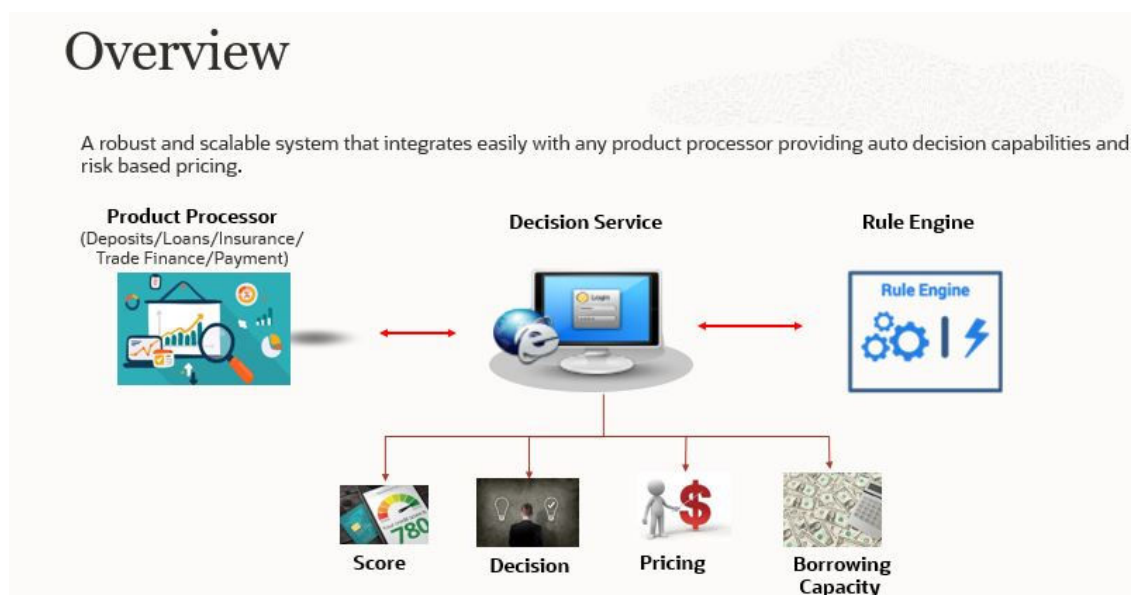 Overview
A robust and scalable system that integrates easily with any product processor providing auto decision capabilities and
risk based pricing.
Product Processor
(Deposits/Loans/Insurance/
Trade Finance/Payment)
Decision Service
Rule Engine
Login
Rule Engine
780
Score
Decision
Pricing
Borrowing
Capacity